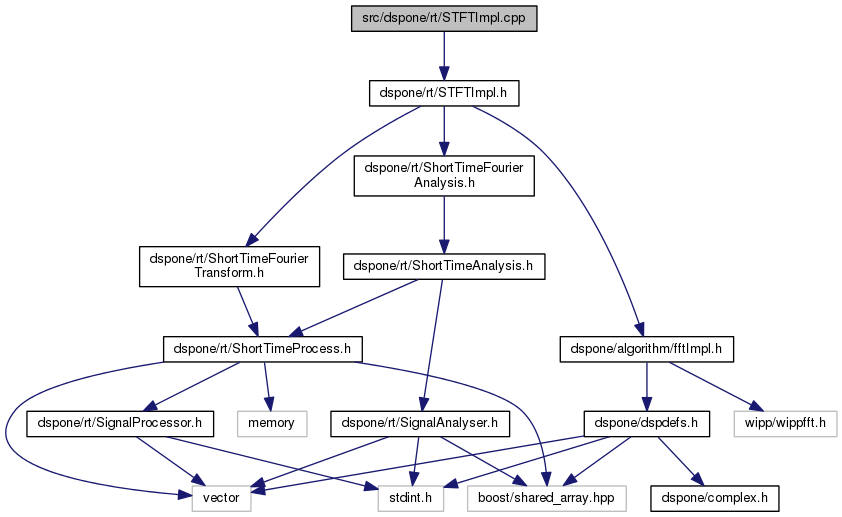 src/dspone/rt/STFTImpl.cpp
dspone/rt/STFTImpl.h
dspone/rt/ShortTimeFourier
Analysis.h
dspone/rt/ShortTimeFourier
Transform.h
dspone/rt/ShortTimeAnalysis.h
dspone/rt/ShortTimeProcess.h
dspone/algorithm/fftImpl.h
dspone/rt/SignalProcessor.h
memory
dspone/rt/SignalAnalyser.h
dspone/dspdefs.h
wipp/wippfft.h
vector
stdint.h
boost/shared_array.hpp
dspone/complex.h